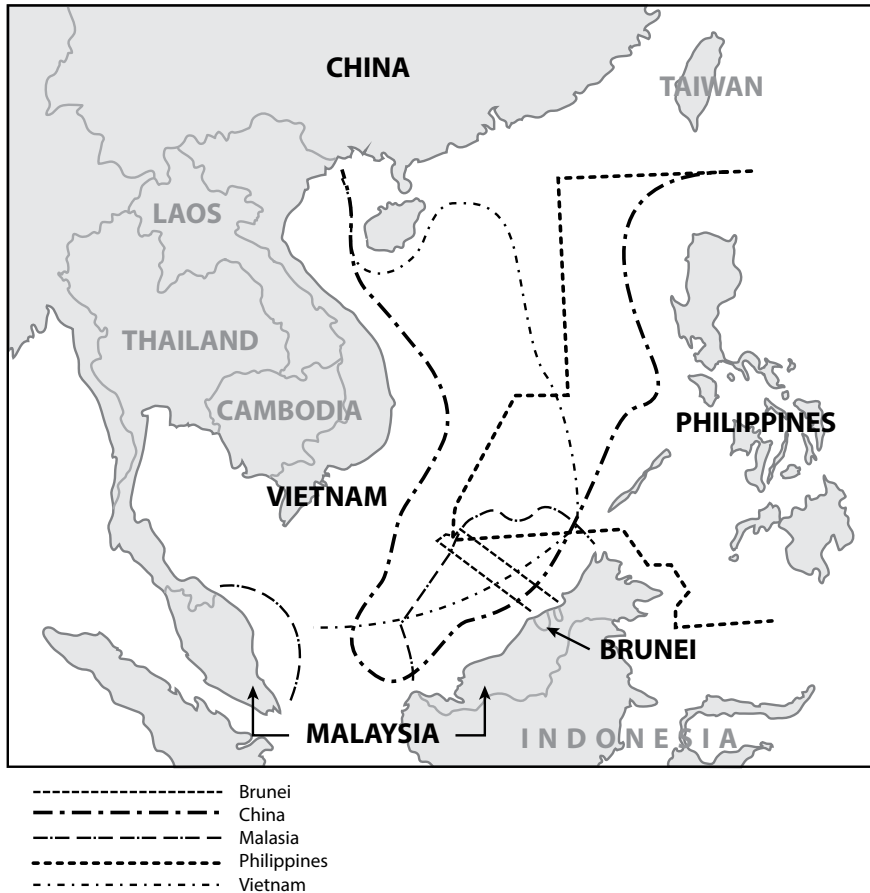 CHINA
TAIWAN
LAOS
THAILAND
CAMBODIA
PHILIPPINES
VIETNAM
BRUNEI
MALAYSIA
INDONESIA
Brunei
China
Malasia
Philippines
Vietnam